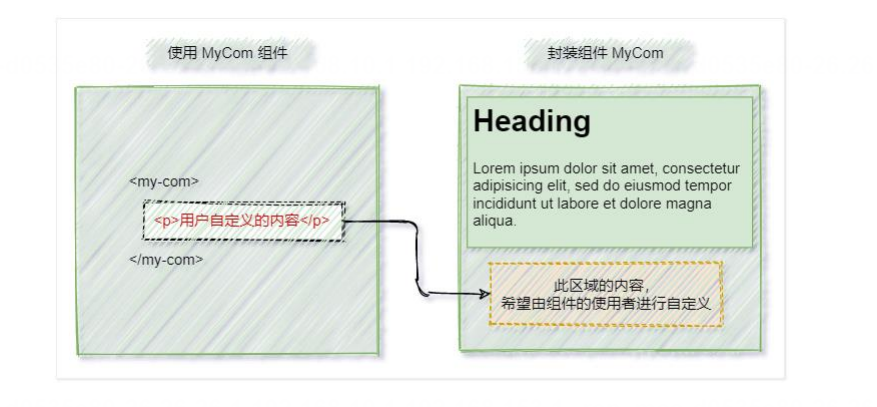 使用 MyCom 组件
<my-com>
<p>用户自定义的内容</p>
</my-com>
封装组件 MyCom
Heading
Lorem ipsum dolor sit amet, consectetur
adipisicing elit, sed do eiusmod tempor
incididunt ut labore et dolore magna
aliqua.
此区域的内容，
希望由组件的使用者进行自定义